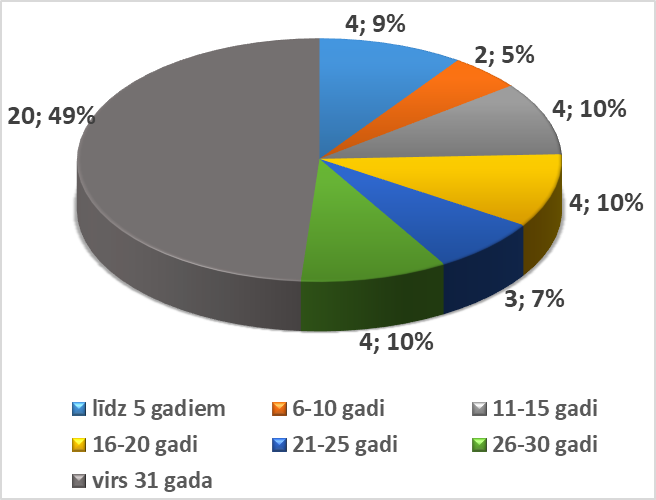 4; 9%
2; 5%
20; 49%
4; 10%
4; 10%
3; 7%
4; 10%
līdz 5 gadiem
6-10 gadi
11-15 gadi
16-20 gadi
21-25 gadi
26-30 gadi
virs 31 gada